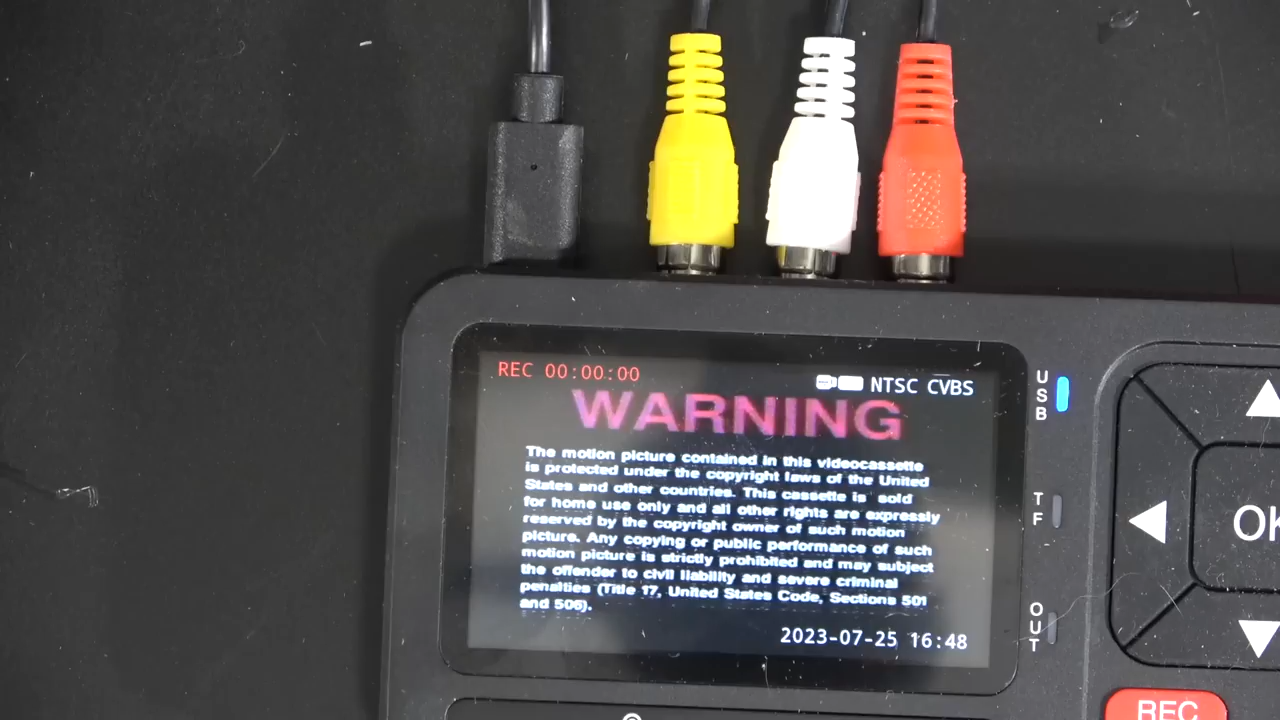 REC 00:00:00
NTSC CVBS
WARNING
The motion picture contained in this videocassette
is protected under the copyright laws of the United
States and other countries. This cassette is sold
for home use only and all other rights are expressly
reserved by the copyright owner of such motion
picture. Any copying or public performance of such
motion picture is strictly prohibited and may subject
the offender to civil liability and severe criminal
penalties (Title 17, United States Code, Sections 501
and 506).
2023-07-25 16:48
USB
TF
OUT
OK
REC